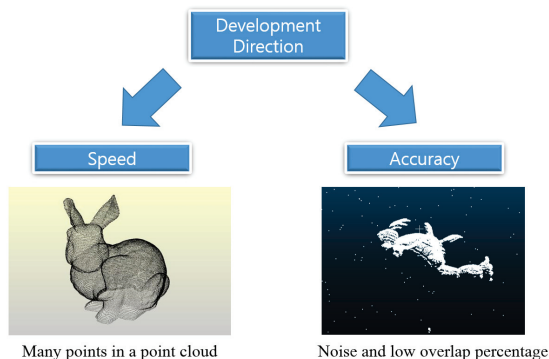 Development
Direction
Speed
Accuracy
Many points in a point cloud
Noise and low overlap percentage